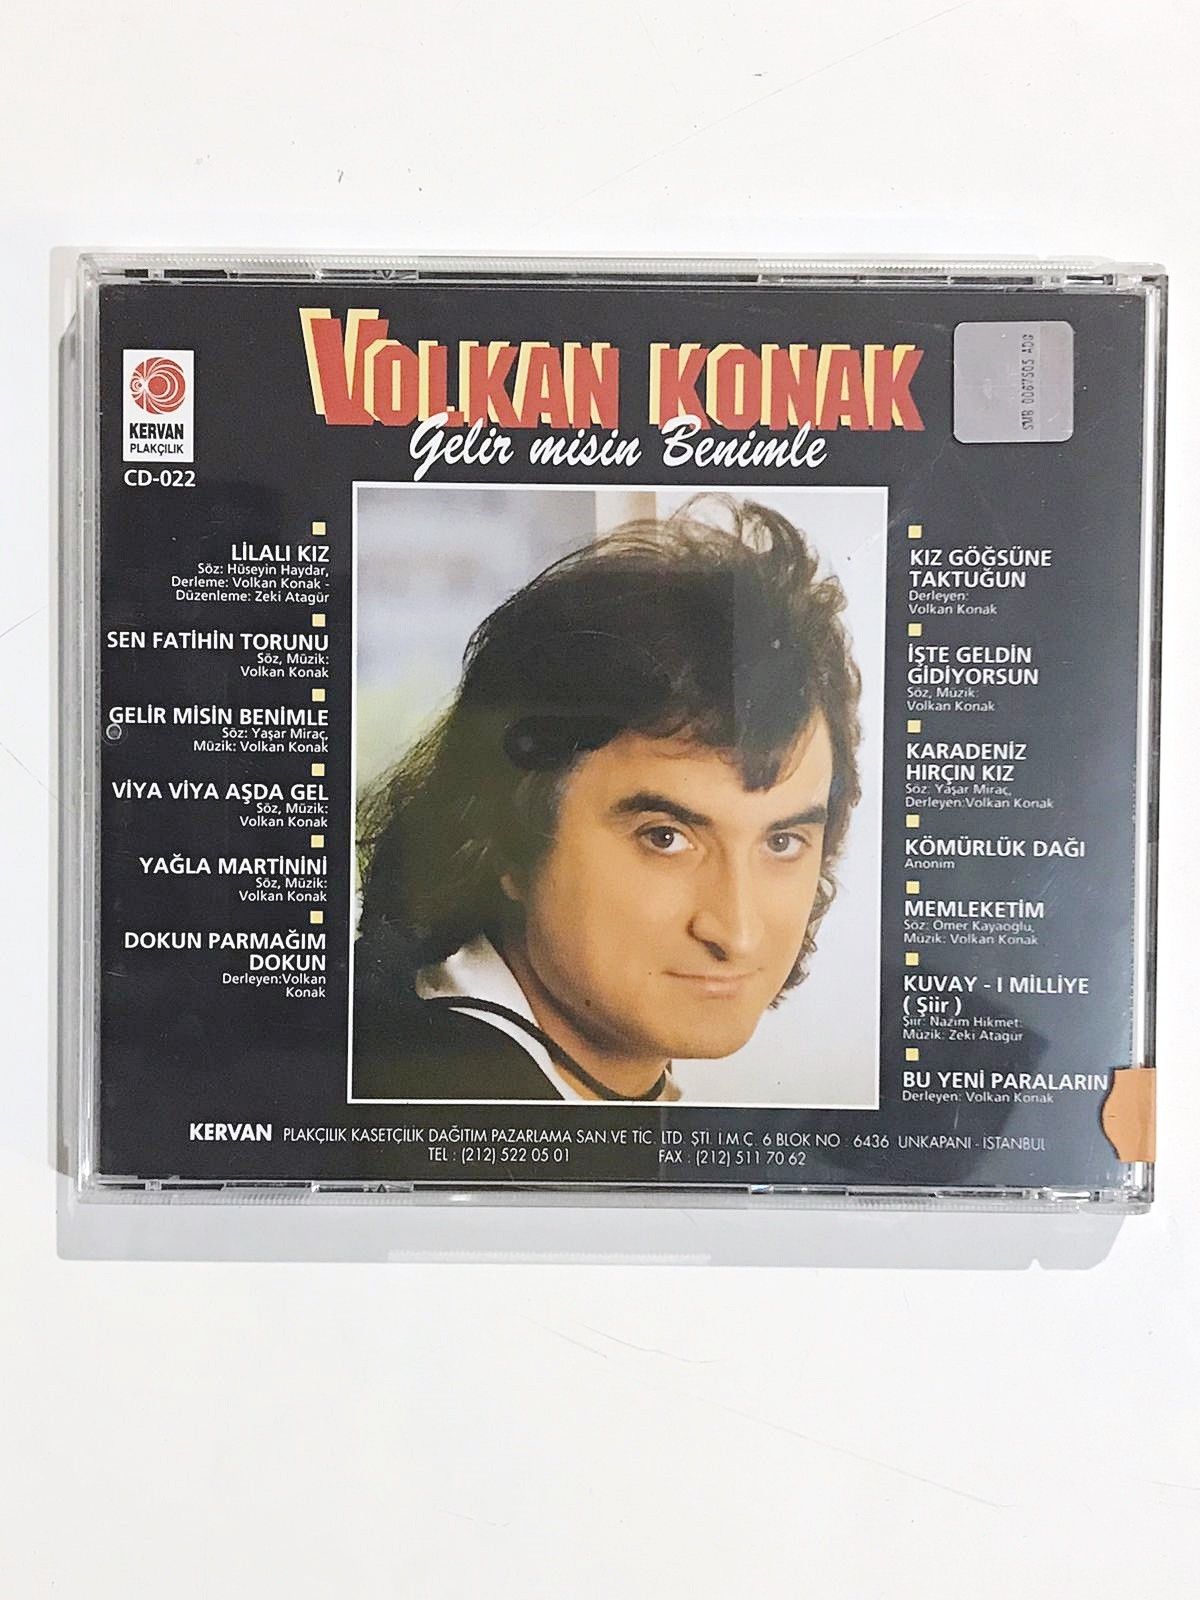 VOLKAN KONAK
Gelir misin Benimle
KERVAN
PLAKÇILIK
CD-022
SMB 0067503 ADG
LİLALI KIZ
Söz: Hüseyin Haydar,
Derleme: Volkan Konak -
Düzenleme: Zeki Atagür
SEN FATİHİN TORUNU
Söz, Müzik:
Volkan Konak
GELİR MİSİN BENİMLE
Söz: Yaşar Miraç,
Müzik: Volkan Konak
VİYA VİYA AŞDA GEL
Söz, Müzik:
Volkan Konak
YAĞLA MARTİNİNİ
Söz, Müzik:
Volkan Konak
DOKUN PARMAĞIM
DOKUN
Derleyen:Volkan
Konak
KIZ GÖĞSÜNE
TAKTUĞUN
Derleyen:
Volkan Konak
İŞTE GELDİN
GİDİYORSUN
Söz, Müzik:
Volkan Konak
KARADENİZ
HIRÇIN KIZ
Söz: Yaşar Miraç,
Derleyen:Volkan Konak
KÖMÜRLÜK DAĞI
Anonim
MEMLEKETİM
Söz: Ömer Kayaoğlu,
Müzik: Volkan Konak
KUVAY - I MİLLİYE
( Şiir )
Şiir: Nazım Hikmet:
Müzik: Zeki Atagür
BU YENİ PARALARIN
Derleyen: Volkan Konak
KERVAN PLAKÇILIK KASETÇİLİK DAĞITIM PAZARLAMA SAN.VE TİC. LTD. ŞTİ. İ.M.Ç. 6 BLOK NO : 6436 UNKAPANI - İSTANBUL
TEL : (212) 522 05 01 FAX : (212) 511 70 62